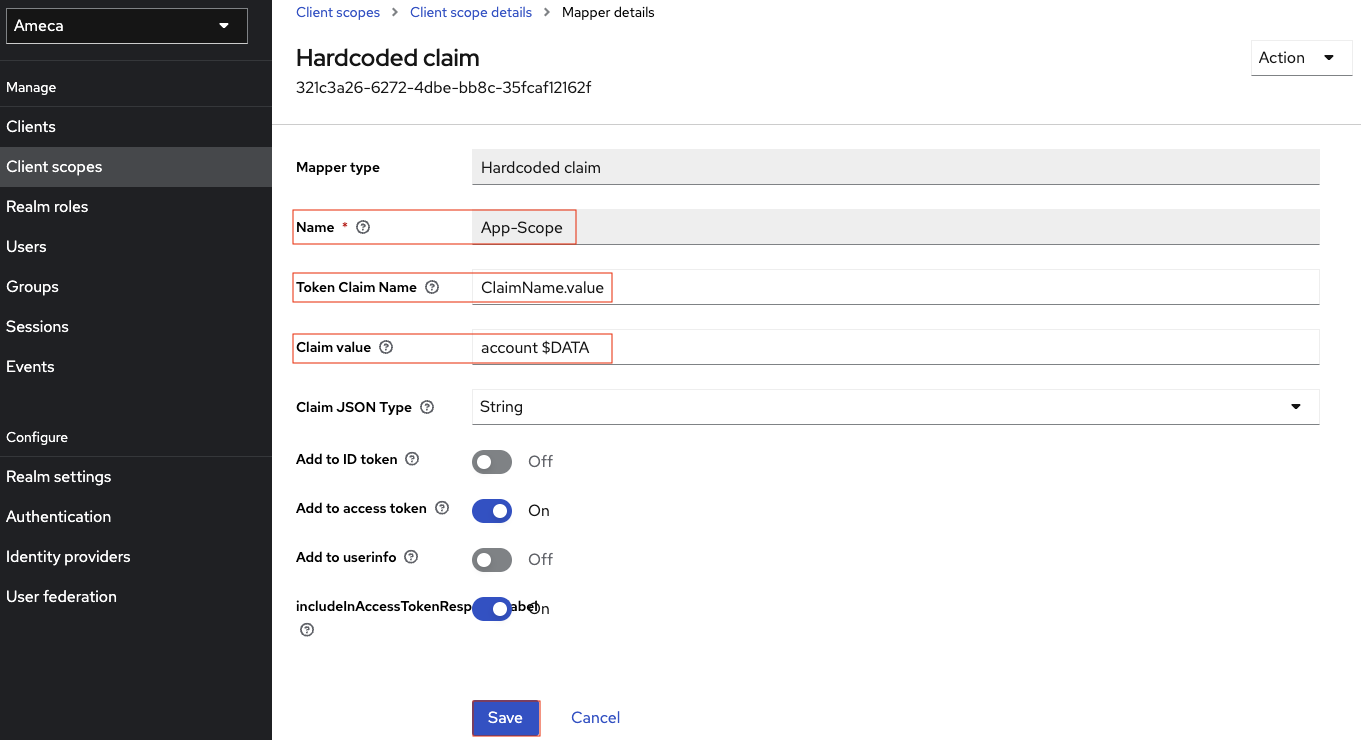 Ameca
Manage
Clients
Client scopes
Realm roles
Users
Groups
Sessions
Events
Configure
Realm settings
Authentication
Identity providers
User federation
Client scopes > Client scope details > Mapper details
Hardcoded claim
321c3a26-6272-4dbe-bb8c-35fcaf12162f
Action
Mapper type Hardcoded claim
Name * App-Scope
Token Claim Name ClaimName.value
Claim value account $DATA
Claim JSON Type String
Add to ID token Off
Add to access token On
Add to userinfo Off
includeInAccessTokenResp abel On
Save Cancel